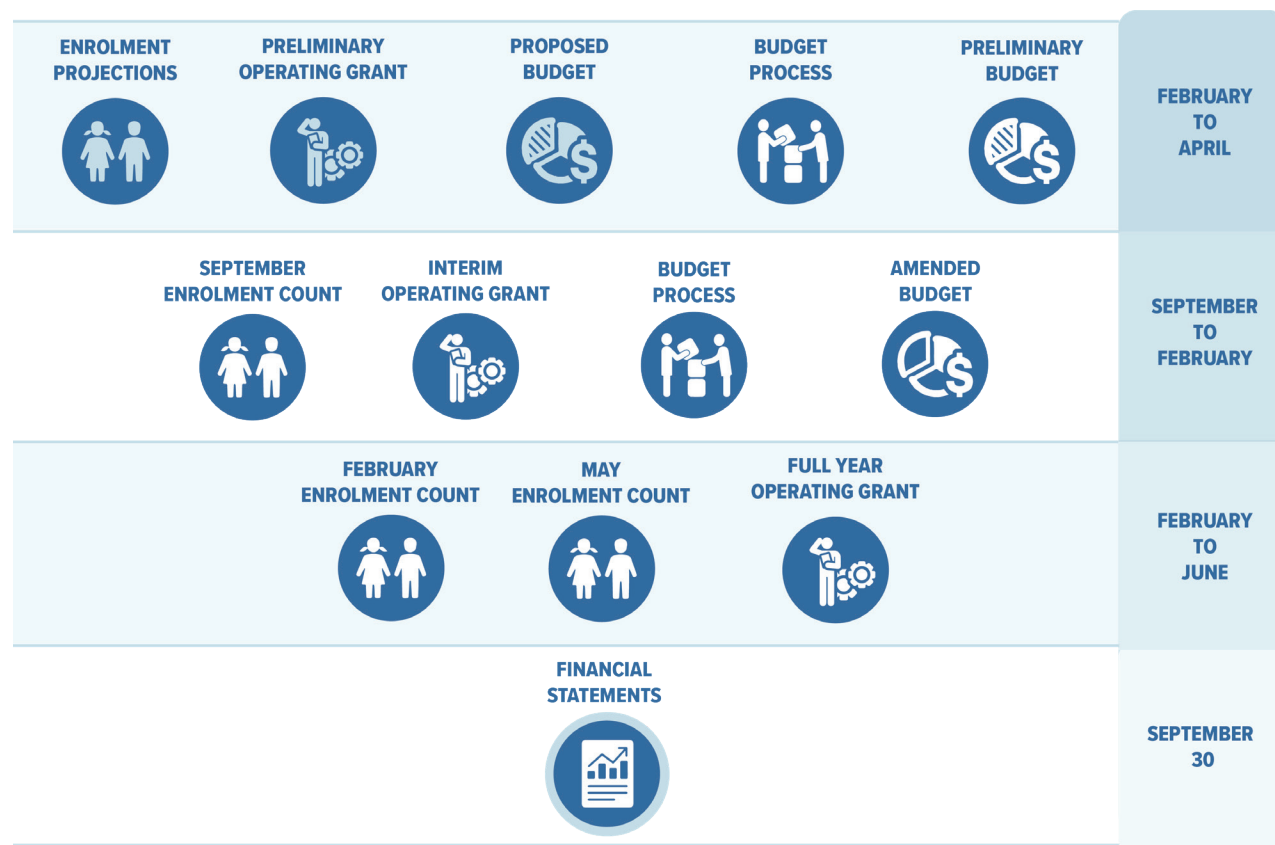 ENROLMENT
PROJECTIONS
PRELIMINARY
OPERATING GRANT
PROPOSED
BUDGET
BUDGET
PROCESS
PRELIMINARY
BUDGET
FEBRUARY
TO
APRIL
$
$
SEPTEMBER
ENROLMENT COUNT
INTERIM
OPERATING GRANT
BUDGET
PROCESS
AMENDED
BUDGET
SEPTEMBER
TO
FEBRUARY
$
FEBRUARY
ENROLMENT COUNT
MAY
ENROLMENT COUNT
FULL YEAR
OPERATING GRANT
FEBRUARY
TO
JUNE
FINANCIAL
STATEMENTS
SEPTEMBER
30